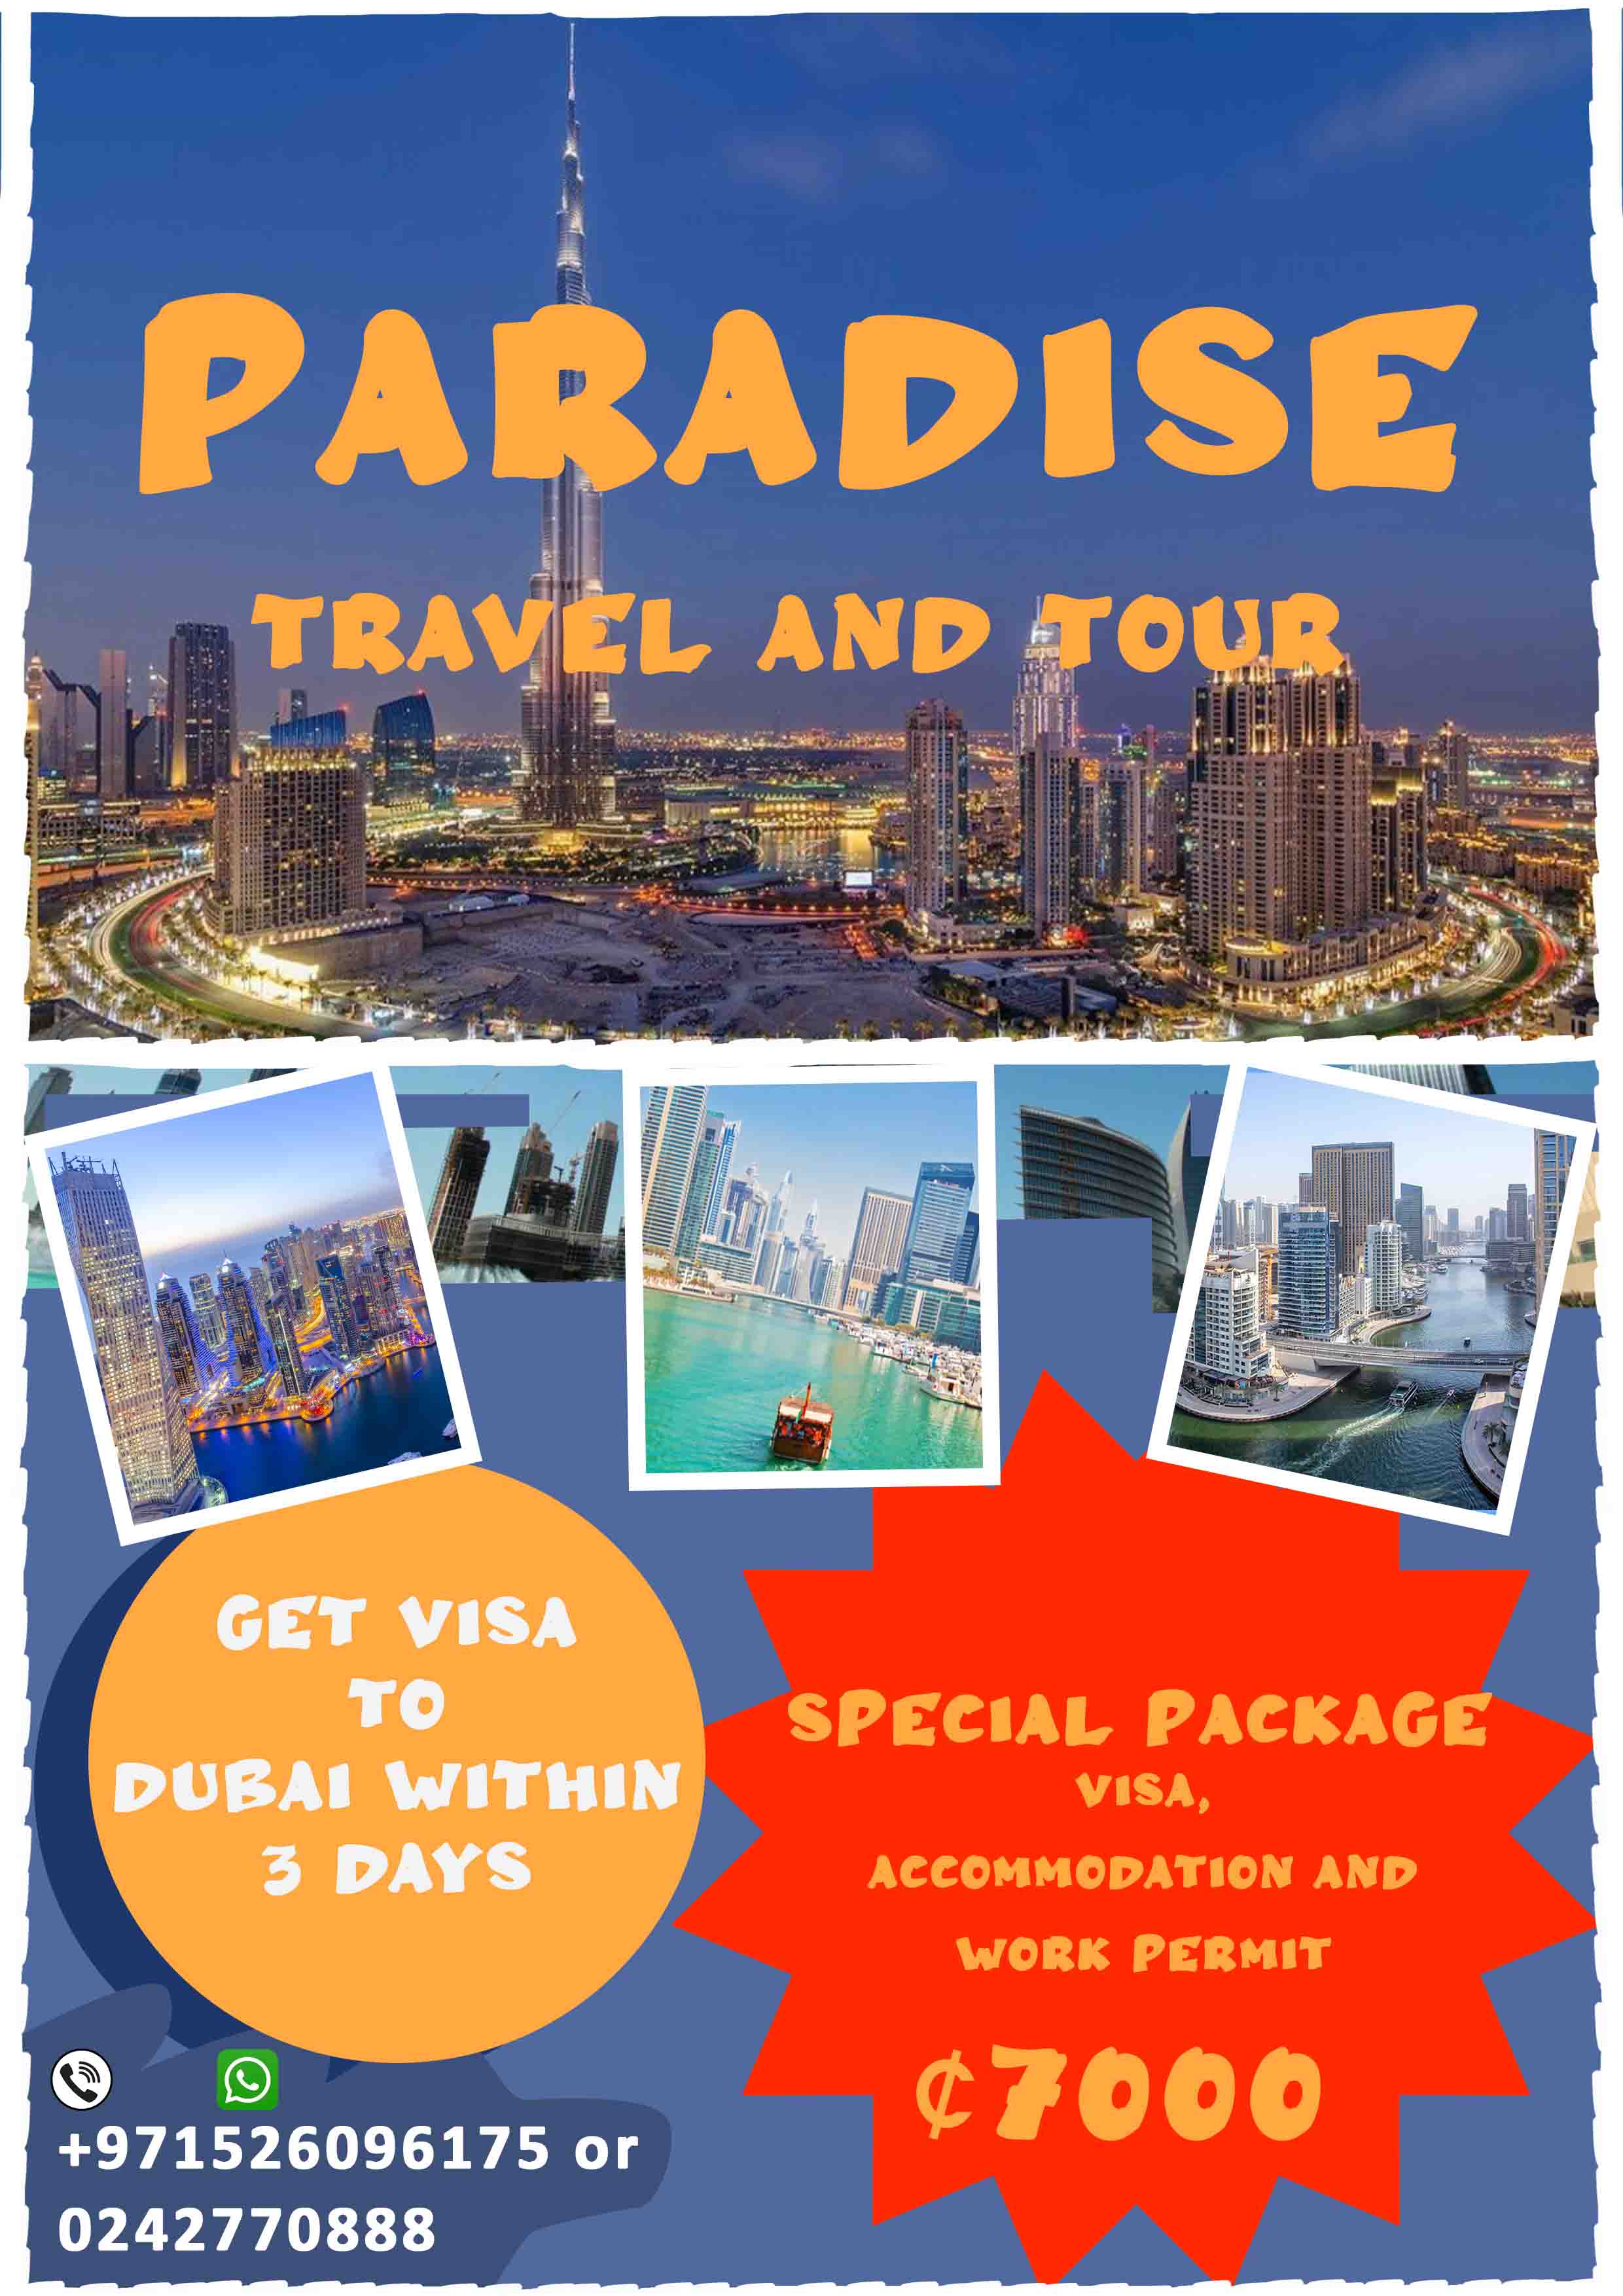 PARADISE
TRAVEL AND TOUR
GET VISA
TO
DUBAI WITHIN
3 DAYS
SPECIAL PACKAGE
VISA,
ACCOMMODATION AND
WORK PERMIT
₵7000
+971526096175 or
0242770888